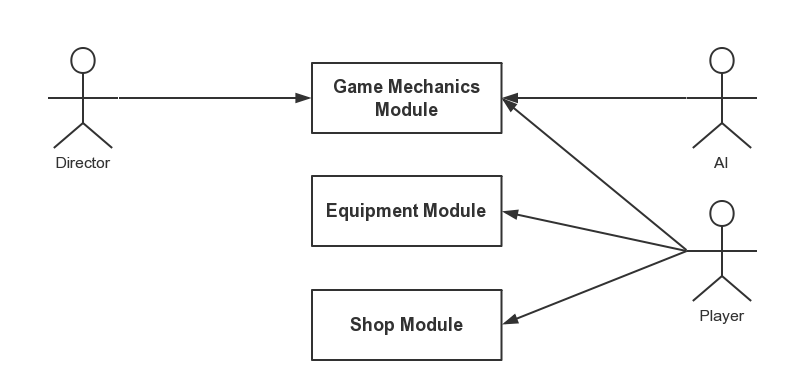 Game Mechanics
Module
Director
AI
Equipment Module
Player
Shop Module